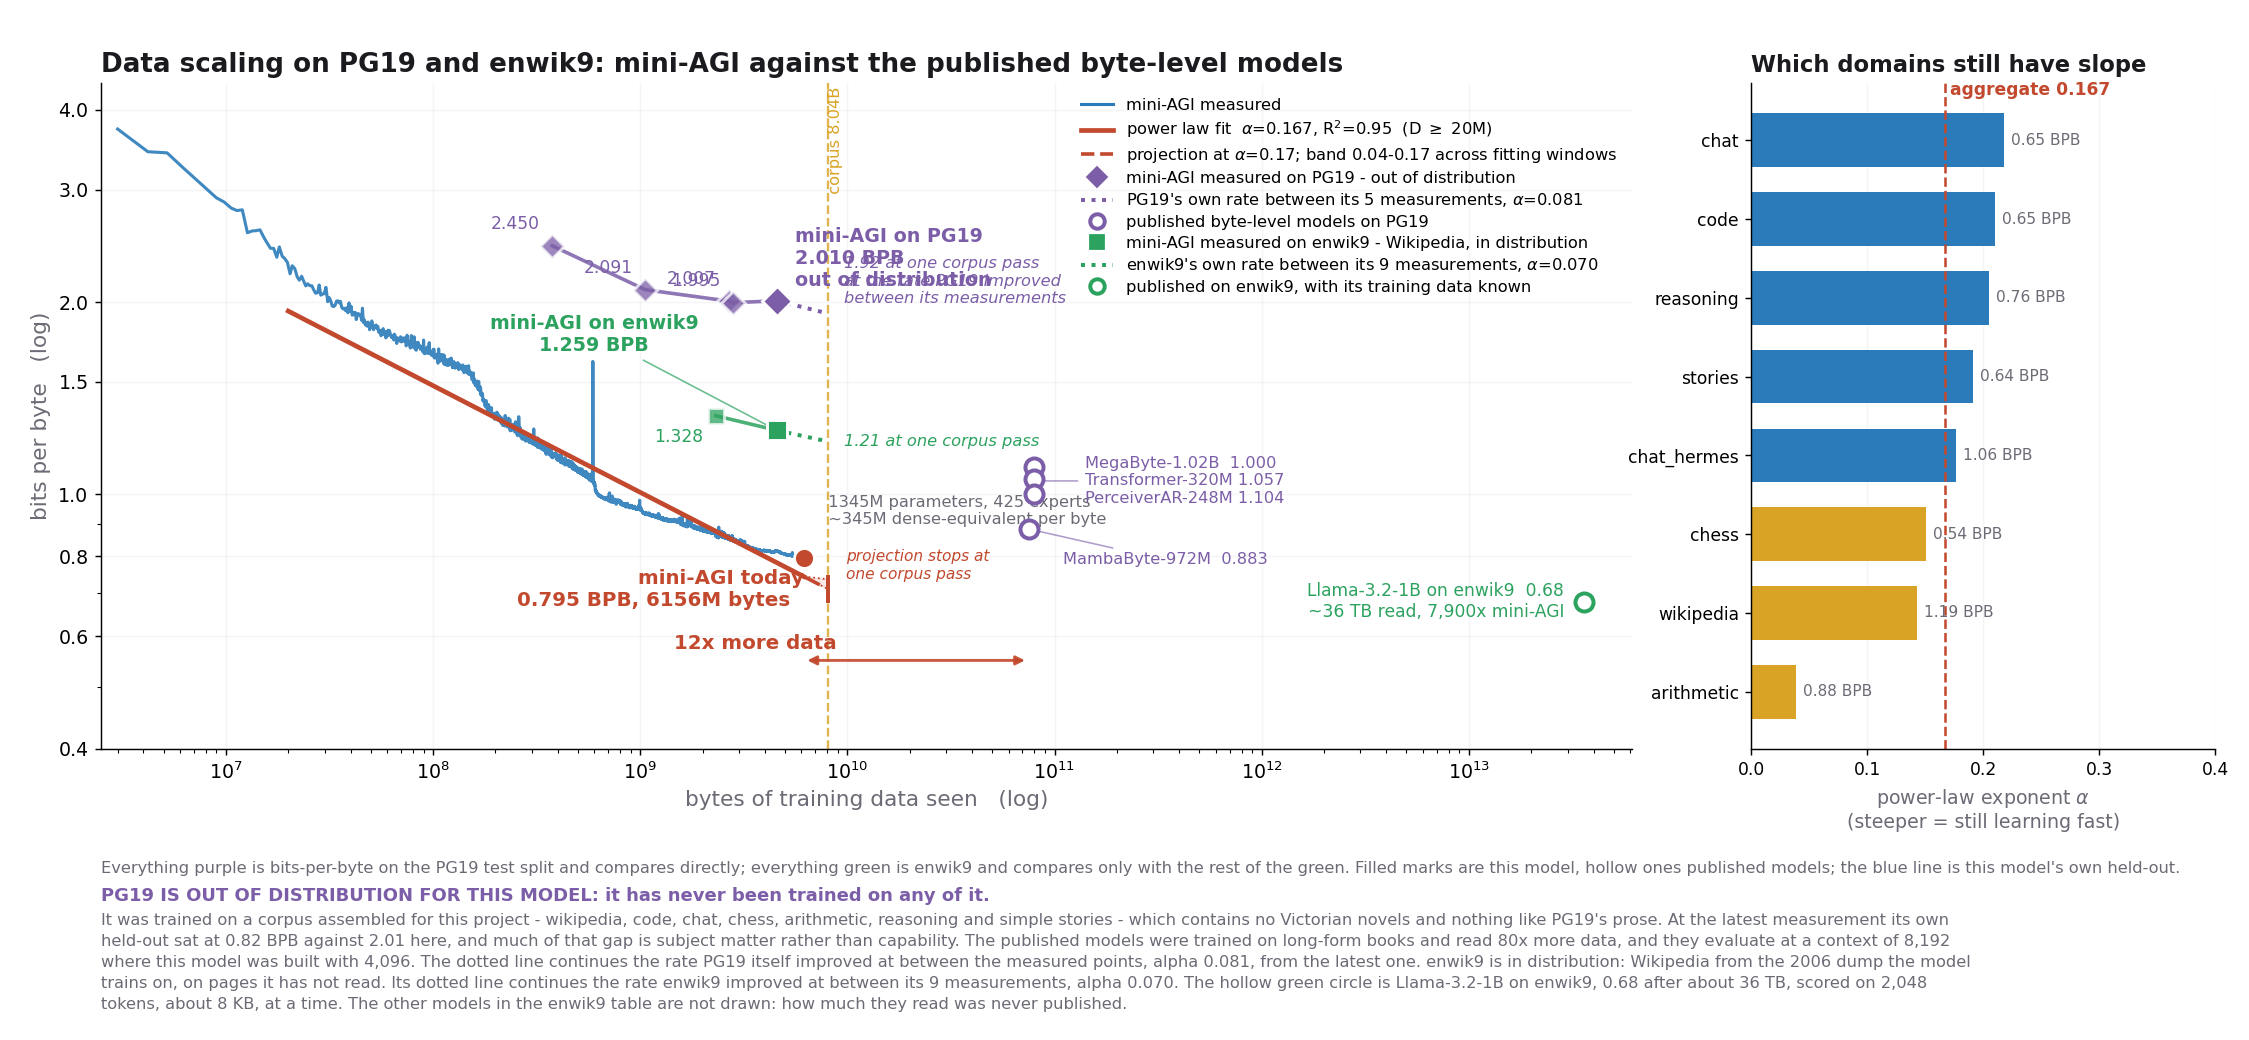 Data scaling on PG19 and enwik9: mini-AGI against the published byte-level models
bits per byte   (log)
4.0
3.0
2.0
1.5
1.0
0.8
0.6
0.4
10⁷
10⁸
10⁹
10¹⁰
10¹¹
10¹²
10¹³
bytes of training data seen   (log)
corpus 8.04B
mini-AGI measured
power law fit  α=0.167, R²=0.95  (D ≥ 20M)
projection at α=0.17; band 0.04-0.17 across fitting windows
mini-AGI measured on PG19 - out of distribution
PG19's own rate between its 5 measurements, α=0.081
published byte-level models on PG19
mini-AGI measured on enwik9 - Wikipedia, in distribution
enwik9's own rate between its 9 measurements, α=0.070
published on enwik9, with its training data known
2.450
2.091
2.007
1.995
mini-AGI on PG19
2.010 BPB
out of distribution
1.92 at one corpus pass
at the rate PG19 improved
between its measurements
mini-AGI on enwik9
1.259 BPB
1.328
1.21 at one corpus pass
MegaByte-1.02B  1.000
Transformer-320M 1.057
PerceiverAR-248M 1.104
1345M parameters, 425 experts
~345M dense-equivalent per byte
MambaByte-972M  0.883
projection stops at
one corpus pass
mini-AGI today
0.795 BPB, 6156M bytes
Llama-3.2-1B on enwik9  0.68
~36 TB read, 7,900x mini-AGI
12x more data
Which domains still have slope
aggregate 0.167
chat
0.65 BPB
code
0.65 BPB
reasoning
0.76 BPB
stories
0.64 BPB
chat_hermes
1.06 BPB
chess
0.54 BPB
wikipedia
1.19 BPB
arithmetic
0.88 BPB
0.0
0.1
0.2
0.3
0.4
power-law exponent α
(steeper = still learning fast)
Everything purple is bits-per-byte on the PG19 test split and compares directly; everything green is enwik9 and compares only with the rest of the green. Filled marks are this model, hollow ones published models; the blue line is this model's own held-out.
PG19 IS OUT OF DISTRIBUTION FOR THIS MODEL: it has never been trained on any of it.
It was trained on a corpus assembled for this project - wikipedia, code, chat, chess, arithmetic, reasoning and simple stories - which contains no Victorian novels and nothing like PG19's prose. At the latest measurement its own
held-out sat at 0.82 BPB against 2.01 here, and much of that gap is subject matter rather than capability. The published models were trained on long-form books and read 80x more data, and they evaluate at a context of 8,192
where this model was built with 4,096. The dotted line continues the rate PG19 itself improved at between the measured points, alpha 0.081, from the latest one. enwik9 is in distribution: Wikipedia from the 2006 dump the model
trains on, on pages it has not read. Its dotted line continues the rate enwik9 improved at between its 9 measurements, alpha 0.070. The hollow green circle is Llama-3.2-1B on enwik9, 0.68 after about 36 TB, scored on 2,048
tokens, about 8 KB, at a time. The other models in the enwik9 table are not drawn: how much they read was never published.